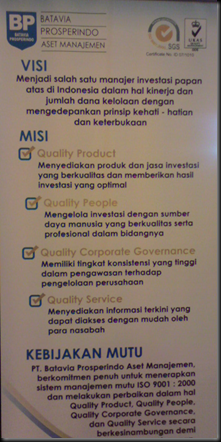 BP
BATAVIA
PROSPERINDO
BATAVIA
PROSPERINDO
ASET MANAJEMEN
SGS
UKAS
VISI
Menjadi salah satu manajer investasi papan
atas di Indonesia dalam hal kinerja dan
jumlah dana kelolaan dengan
mengedepankan prinsip kehati - hatian
dan keterbukaan
MISI
Quality Product
Menyediakan produk dan jasa investasi
yang berkualitas dan memberikan hasil
investasi yang optimal
Quality People
Mengelola investasi dengan sumber
daya manusia yang berkualitas serta
profesional dalam bidangnya
Quality Corporate Governance
Memiliki tingkat konsistensi yang tinggi
dalam pengawasan terhadap
pengelolaan perusahaan
Quality Service
Menyediakan informasi terkini yang
dapat diakses dengan mudah oleh
para nasabah
KEBIJAKAN MUTU
PT. Batavia Prosperindo Aset Manajemen,
berkomitmen penuh untuk menerapkan
sistem manajemen mutu ISO 9001 : 2000
dan melakukan perbaikan dalam hal
Quality Product, Quality People,
Quality Corporate Governance,
dan Quality Service secara
berkesinambungan demi